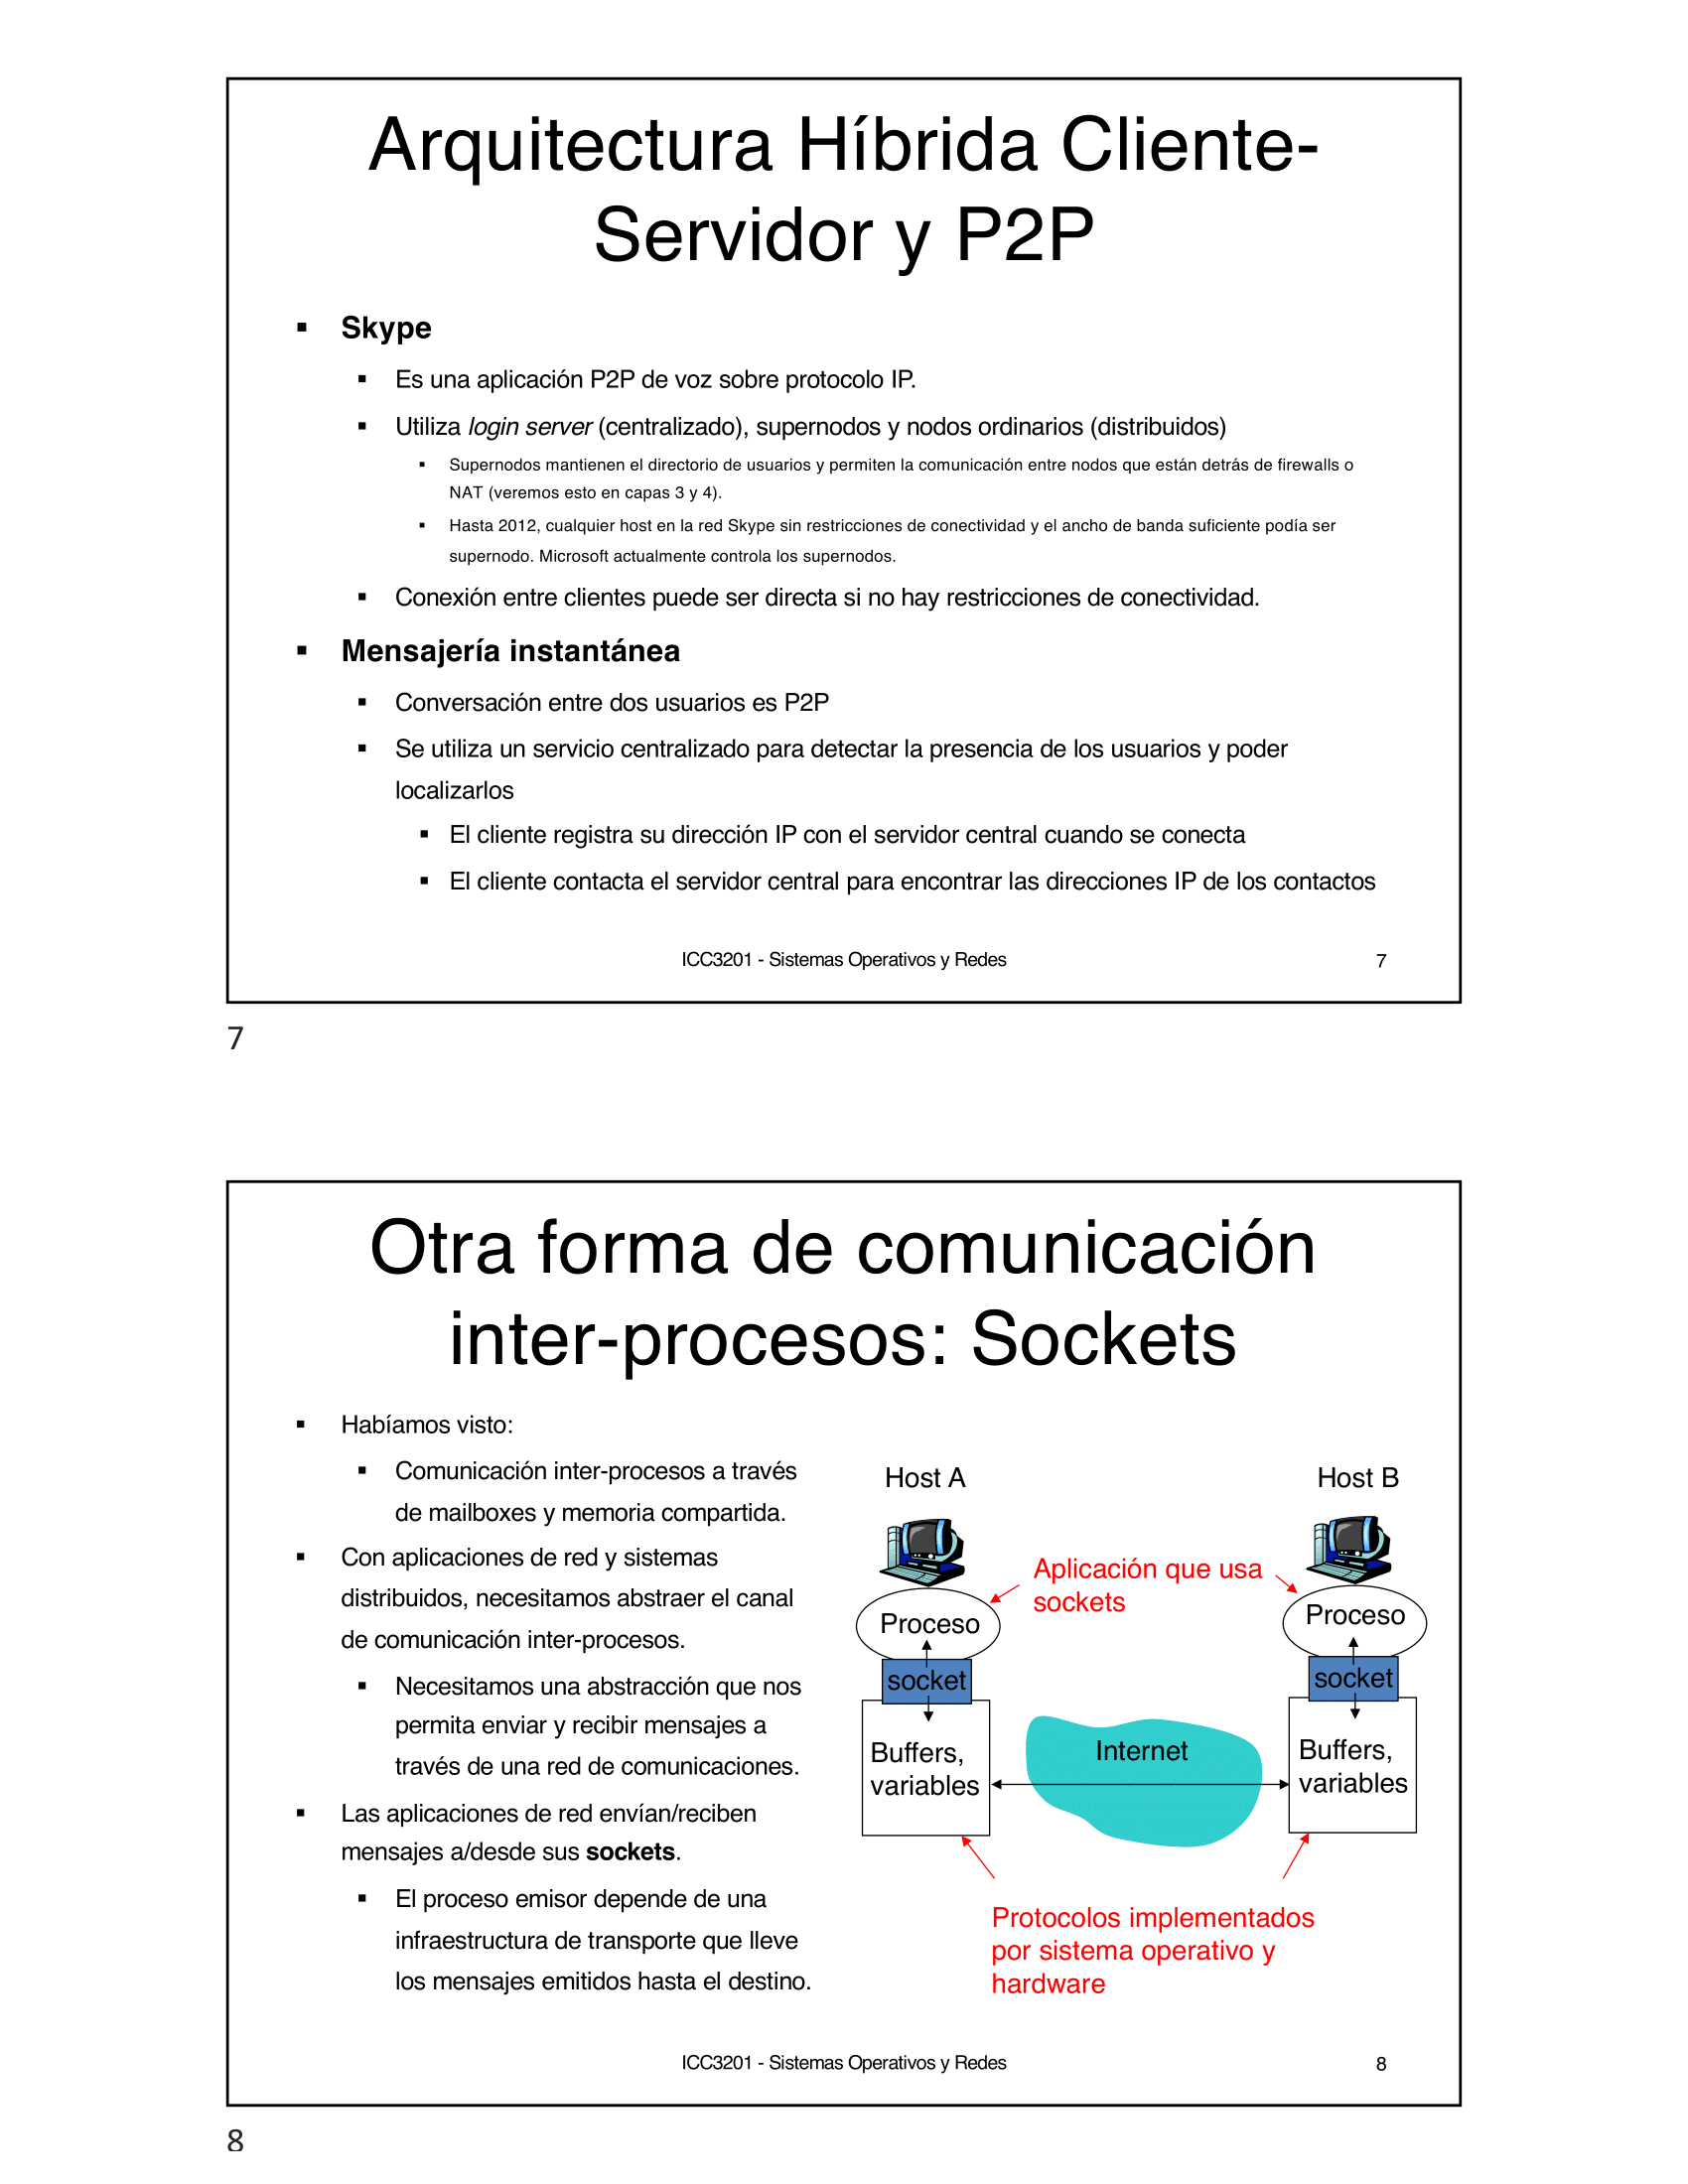 Arquitectura Híbrida Cliente-
Servidor y P2P
▪ Skype
▪ Es una aplicación P2P de voz sobre protocolo IP.
▪ Utiliza login server (centralizado), supernodos y nodos ordinarios (distribuidos)
▪ Supernodos mantienen el directorio de usuarios y permiten la comunicación entre nodos que están detrás de firewalls o
NAT (veremos esto en capas 3 y 4).
▪ Hasta 2012, cualquier host en la red Skype sin restricciones de conectividad y el ancho de banda suficiente podía ser
supernodo. Microsoft actualmente controla los supernodos.
▪ Conexión entre clientes puede ser directa si no hay restricciones de conectividad.
▪ Mensajería instantánea
▪ Conversación entre dos usuarios es P2P
▪ Se utiliza un servicio centralizado para detectar la presencia de los usuarios y poder
localizarlos
▪ El cliente registra su dirección IP con el servidor central cuando se conecta
▪ El cliente contacta el servidor central para encontrar las direcciones IP de los contactos
ICC3201 - Sistemas Operativos y Redes
7
7
Otra forma de comunicación
inter-procesos: Sockets
▪ Habíamos visto:
▪ Comunicación inter-procesos a través
de mailboxes y memoria compartida.
▪ Con aplicaciones de red y sistemas
distribuidos, necesitamos abstraer el canal
de comunicación inter-procesos.
▪ Necesitamos una abstracción que nos
permita enviar y recibir mensajes a
través de una red de comunicaciones.
▪ Las aplicaciones de red envían/reciben
mensajes a/desde sus sockets.
▪ El proceso emisor depende de una
infraestructura de transporte que lleve
los mensajes emitidos hasta el destino.
Host A
Host B
Aplicación que usa
sockets
Proceso
Proceso
socket
socket
Buffers,
variables
Internet
Buffers,
variables
Protocolos implementados
por sistema operativo y
hardware
ICC3201 - Sistemas Operativos y Redes
8
8